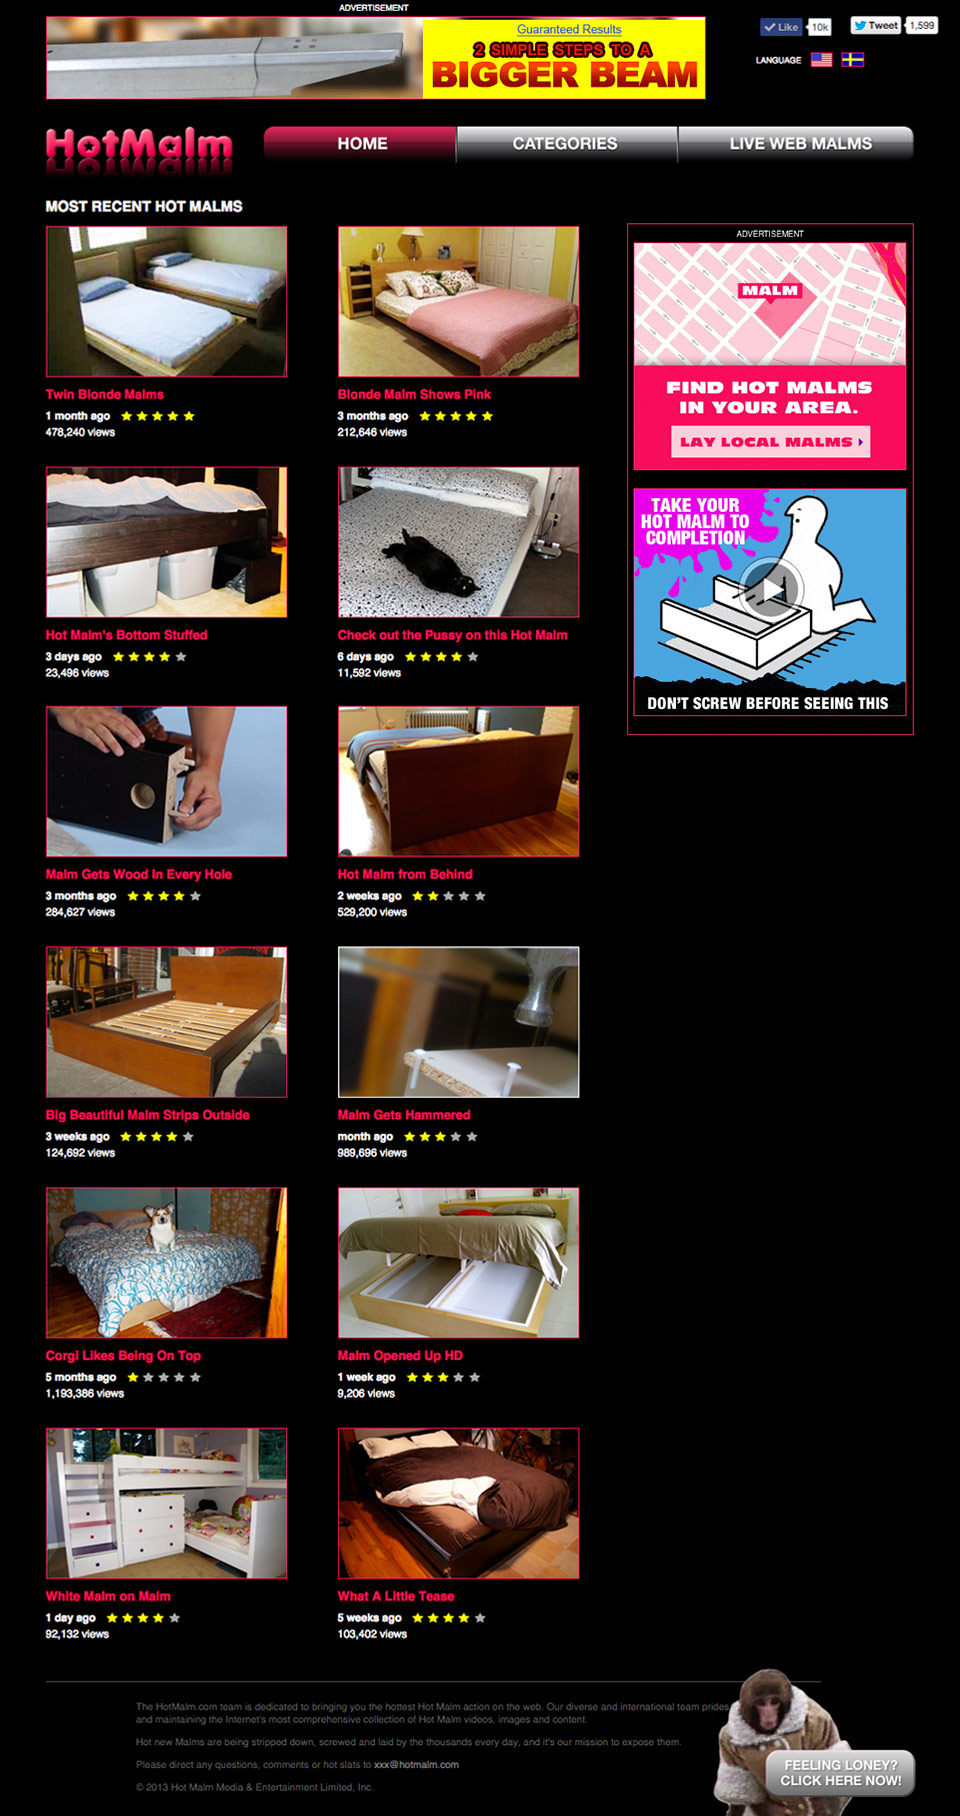 ADVERTISEMENT
Guaranteed Results
2 SIMPLE STEPS TO A
BIGGER BEAM
Like 10k
Tweet 1,599
LANGUAGE
HotMalm
HOME
CATEGORIES
LIVE WEB MALMS
MOST RECENT HOT MALMS
Twin Blonde Malms
1 month ago
478,240 views
Blonde Malm Shows Pink
3 months ago
212,646 views
Hot Malm's Bottom Stuffed
3 days ago
23,496 views
Check out the Pussy on this Hot Malm
6 days ago
11,592 views
Malm Gets Wood In Every Hole
3 months ago
284,627 views
Hot Malm from Behind
2 weeks ago
529,200 views
Big Beautiful Malm Strips Outside
3 weeks ago
124,692 views
Malm Gets Hammered
month ago
989,696 views
Corgi Likes Being On Top
5 months ago
1,193,386 views
Malm Opened Up HD
1 week ago
9,206 views
White Malm on Malm
1 day ago
92,132 views
What A Little Tease
5 weeks ago
103,402 views
ADVERTISEMENT
MALM
FIND HOT MALMS
IN YOUR AREA.
LAY LOCAL MALMS
TAKE YOUR
HOT MALM TO
COMPLETION
DON'T SCREW BEFORE SEEING THIS
The HotMalm.com team is dedicated to bringing you the hottest Hot Malm action on the web. Our diverse and international team prides
and maintaining the Internet's most comprehensive collection of Hot Malm videos, images and content.
Hot new Malms are being stripped down, screwed and laid by the thousands every day, and it's our mission to expose them.
Please direct any questions, comments or hot slats to xxx@hotmalm.com
© 2013 Hot Malm Media & Entertainment Limited, Inc.
FEELING LONEY?
CLICK HERE NOW!